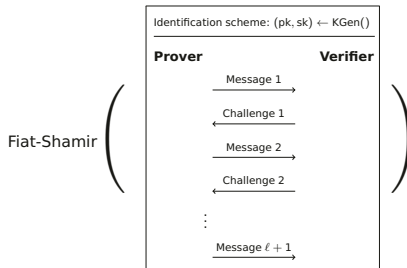 Identification scheme: (pk, sk) ← KGen()
Prover Verifier
Message 1
Challenge 1
Fiat-Shamir
Message 2
Challenge 2
⋮
Message ℓ + 1